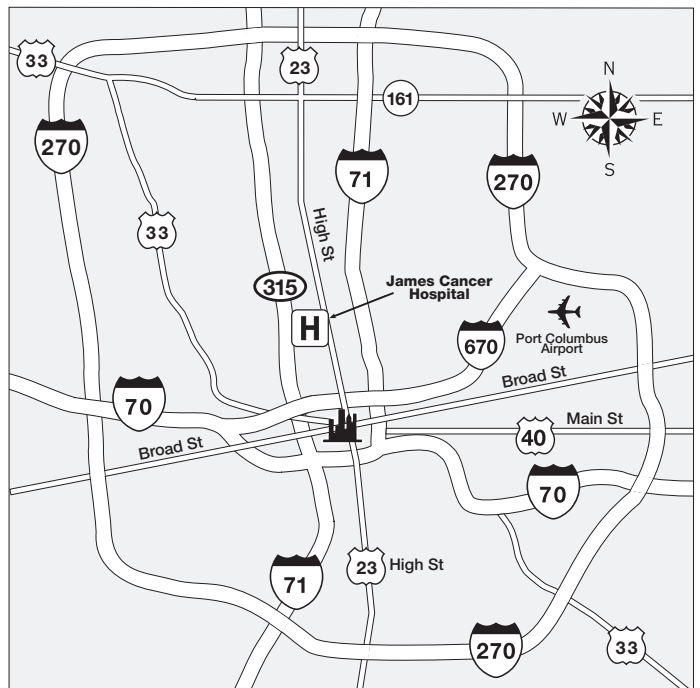 33
23
161
N
W
E
S
270
71
270
33
High St
315
James Cancer
Hospital
H
670
Port Columbus
Airport
Broad St
70
Main St
40
Broad St
70
23
High St
71
270
33